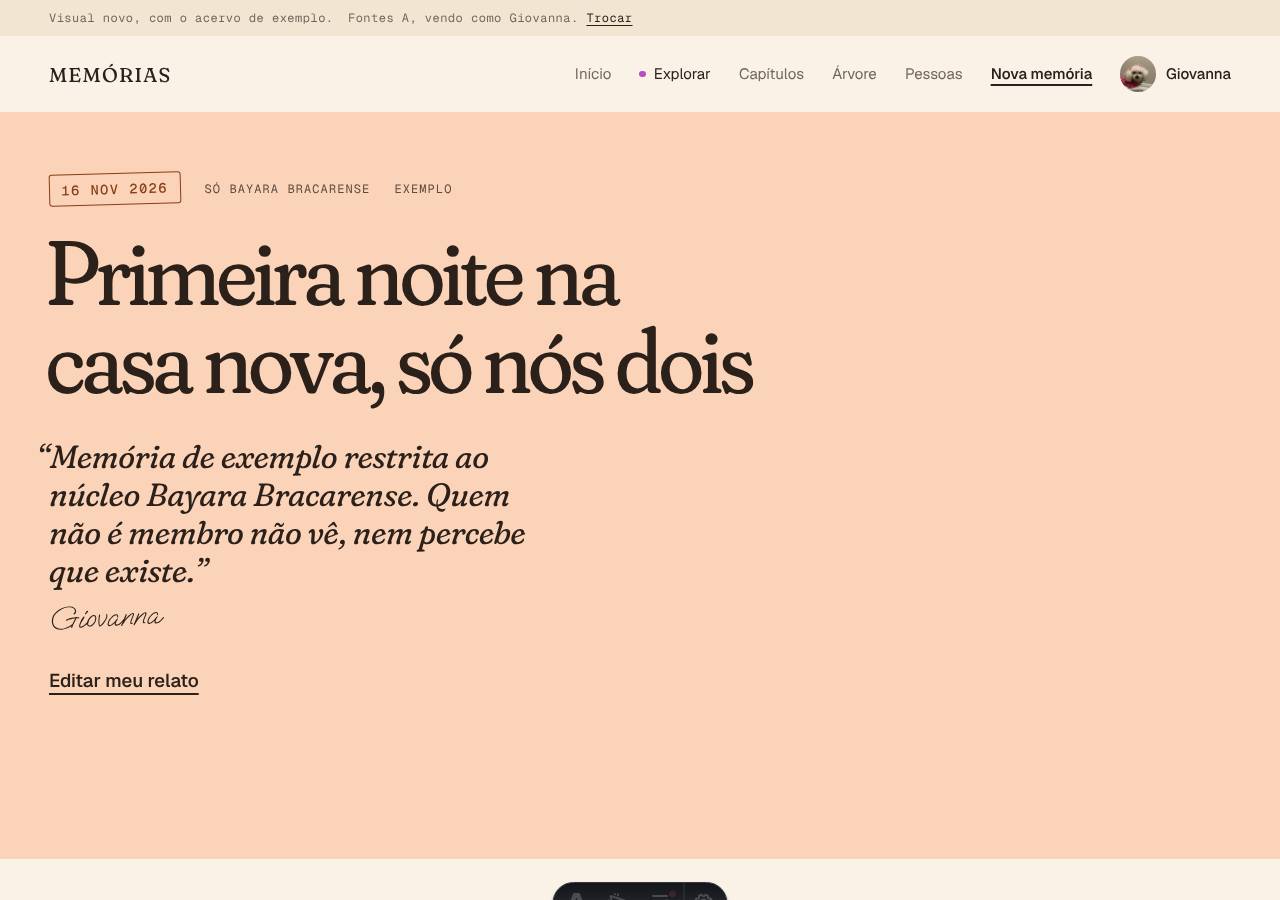 Visual novo, com o acervo de exemplo. Fontes A, vendo como Giovanna. Trocar
MEMÓRIAS
Início
Explorar
Capítulos
Árvore
Pessoas
Nova memória
Giovanna
16 NOV 2026
SÓ BAYARA BRACARENSE
EXEMPLO
Primeira noite na
casa nova, só nós dois
“Memória de exemplo restrita ao
núcleo Bayara Bracarense. Quem
não é membro não vê, nem percebe
que existe.”
Giovanna
Editar meu relato